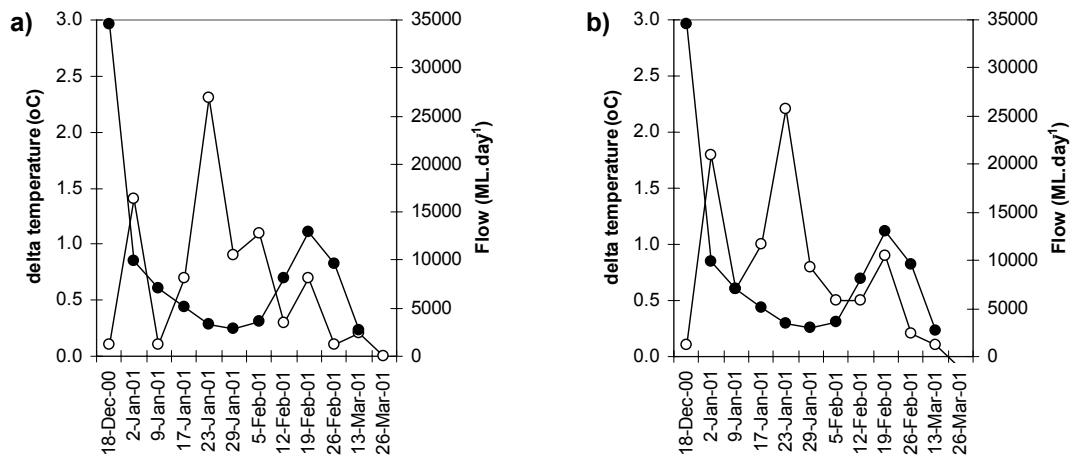 a)
delta temperature (oC)
3.0
2.5
2.0
1.5
1.0
0.5
0.0
35000
30000
25000
20000
15000
10000
5000
0
Flow (ML.day-1)
18-Dec-00
2-Jan-01
9-Jan-01
17-Jan-01
23-Jan-01
29-Jan-01
5-Feb-01
12-Feb-01
19-Feb-01
26-Feb-01
13-Mar-01
26-Mar-01
b)
delta temperature (oC)
3.0
2.5
2.0
1.5
1.0
0.5
0.0
35000
30000
25000
20000
15000
10000
5000
0
Flow (ML.day-1)
18-Dec-00
2-Jan-01
9-Jan-01
17-Jan-01
23-Jan-01
29-Jan-01
5-Feb-01
12-Feb-01
19-Feb-01
26-Feb-01
13-Mar-01
26-Mar-01